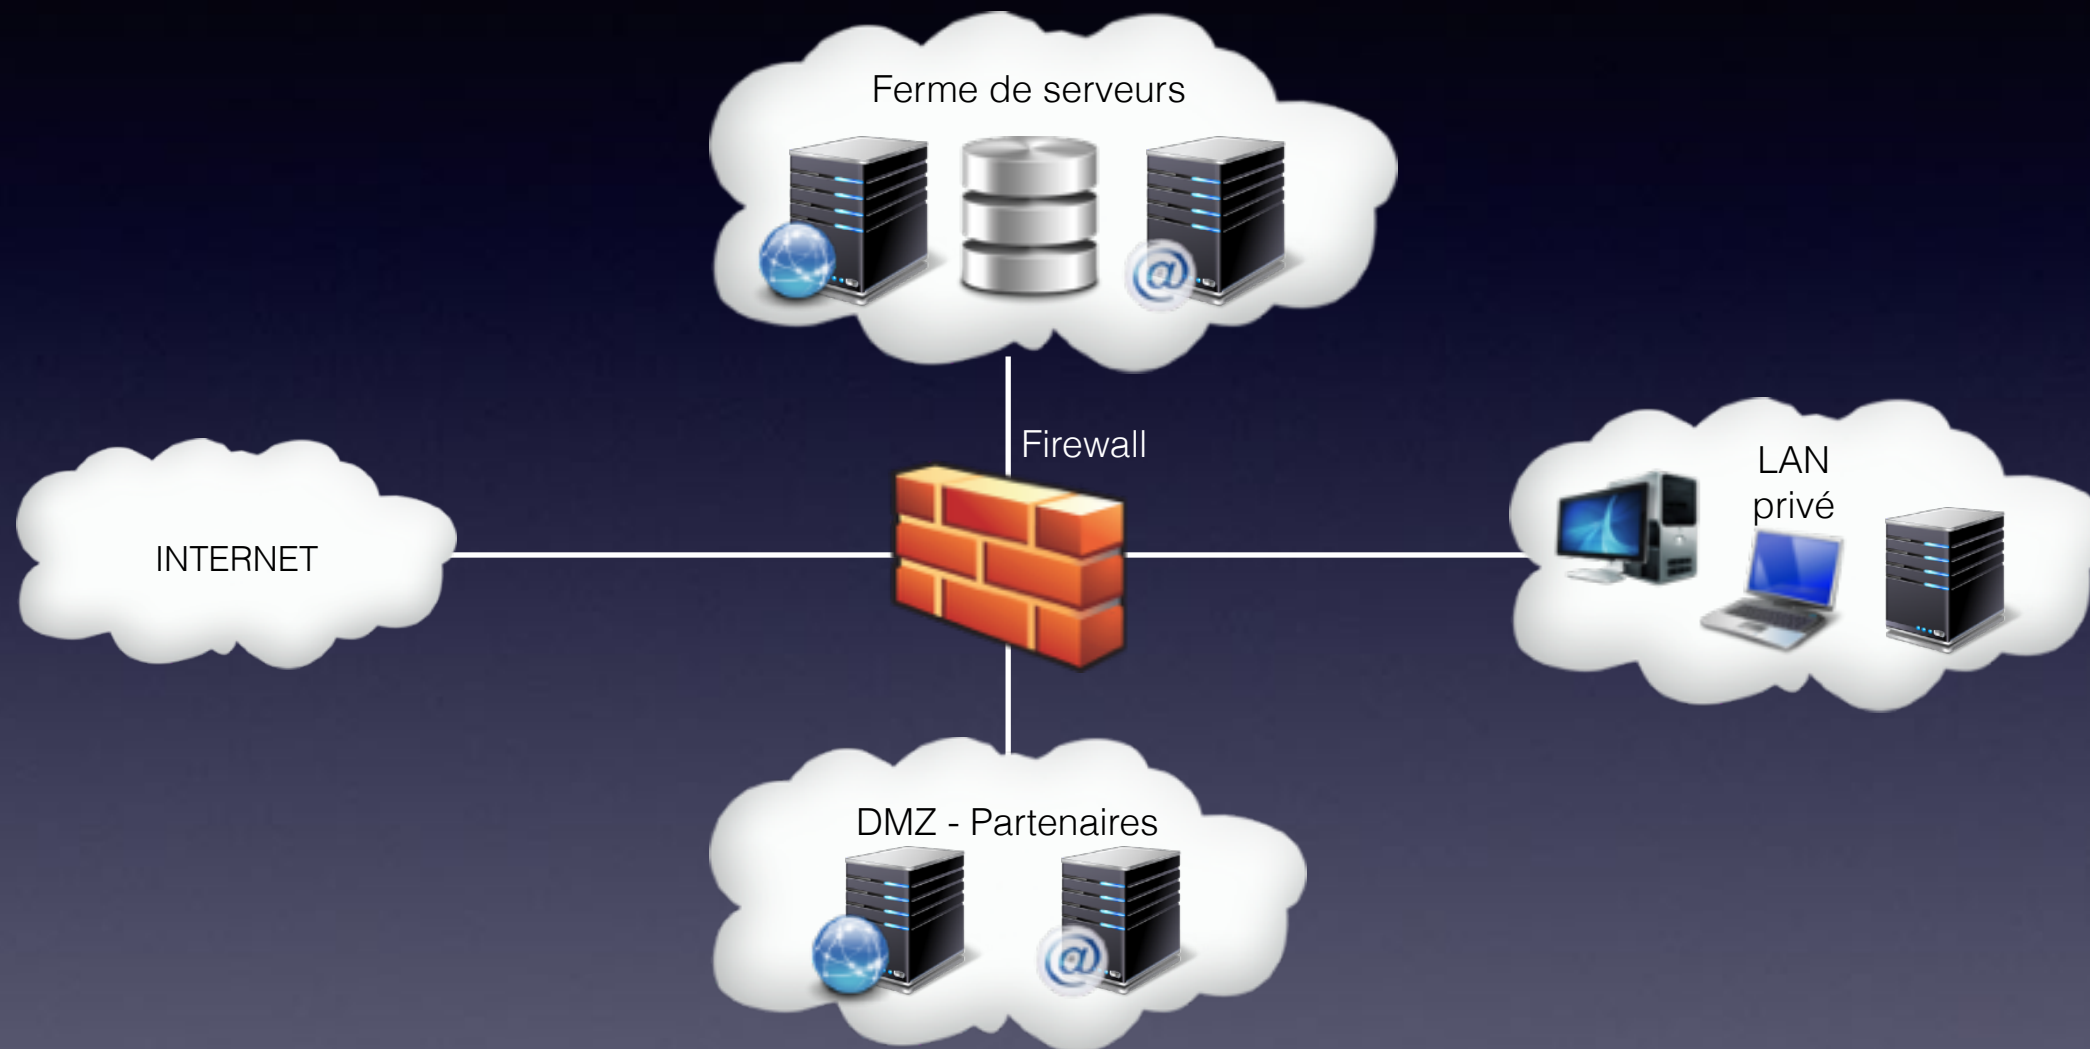 Ferme de serveurs
@
Firewall
INTERNET
LAN
privé
DMZ - Partenaires
@